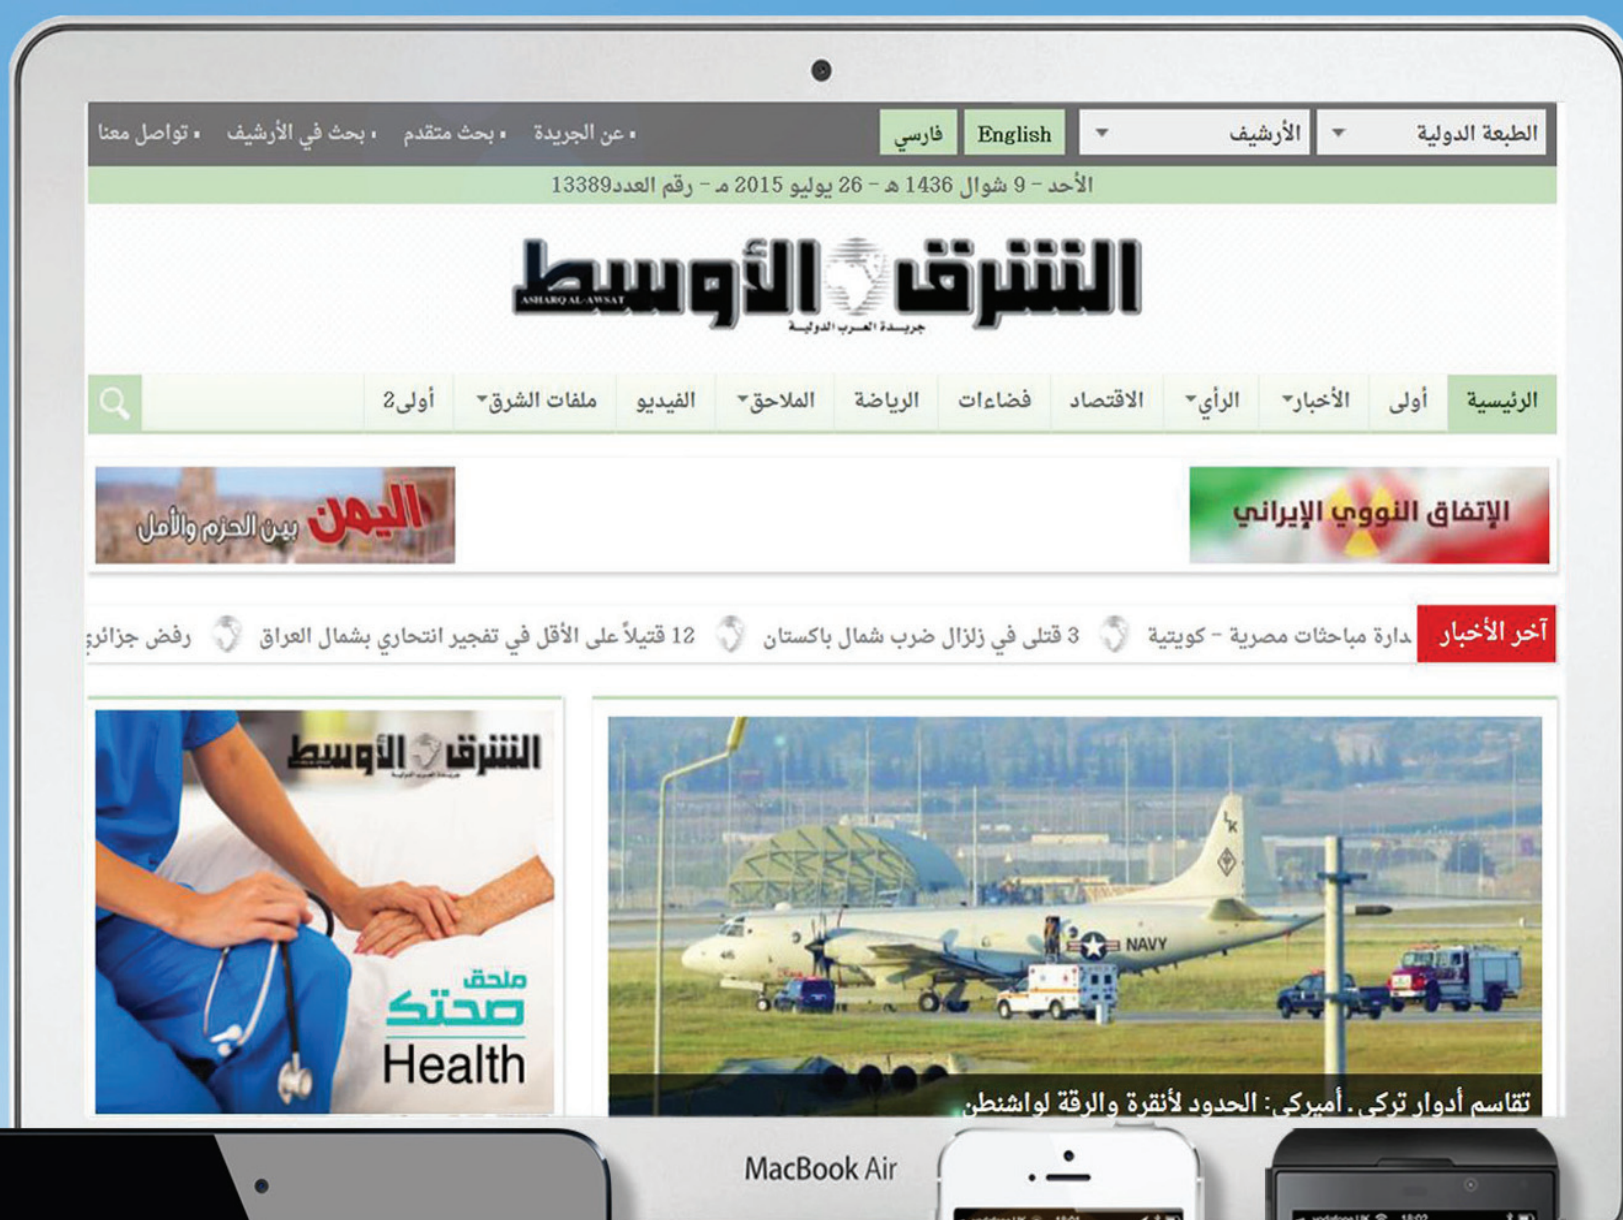 الطبعة الدولية
الأرشيف
English
فارسي
عن الجريدة
بحث متقدم
بحث في الأرشيف
تواصل معنا
الأحد - 9 شوال 1436 هـ - 26 يوليو 2015 مـ - رقم العدد13389
الشرق الأوسط
ASHARQ AL-AWSAT
جريدة العرب الدولية
الرئيسية
أولى
الأخبار
الرأي
الاقتصاد
فضاءات
الرياضة
الملاحق
الفيديو
ملفات الشرق
أولى2
الإتفاق النووي الإيراني
اليمن بين الحزم والأمل
آخر الأخبار
مباحثات مصرية - كويتية
3 قتلى في زلزال ضرب شمال باكستان
12 قتيلاً على الأقل في تفجير انتحاري بشمال العراق
رفض
الشرق الأوسط
جريدة العرب الدولية
ملحق
صحتك
Health
LK
NAVY
تقاسم أدوار تركي . أميركي: الحدود لأنقرة والرقة لواشنطن
MacBook Air